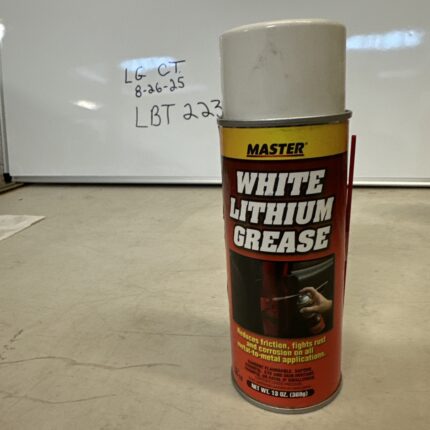 LG CT.
8-26-25
LBT 223
MASTER®
WHITE
LITHIUM
GREASE
Reduces friction, fights rust
and corrosion on all
metal-to-metal applications.
NET WT. 13 OZ. (368g)